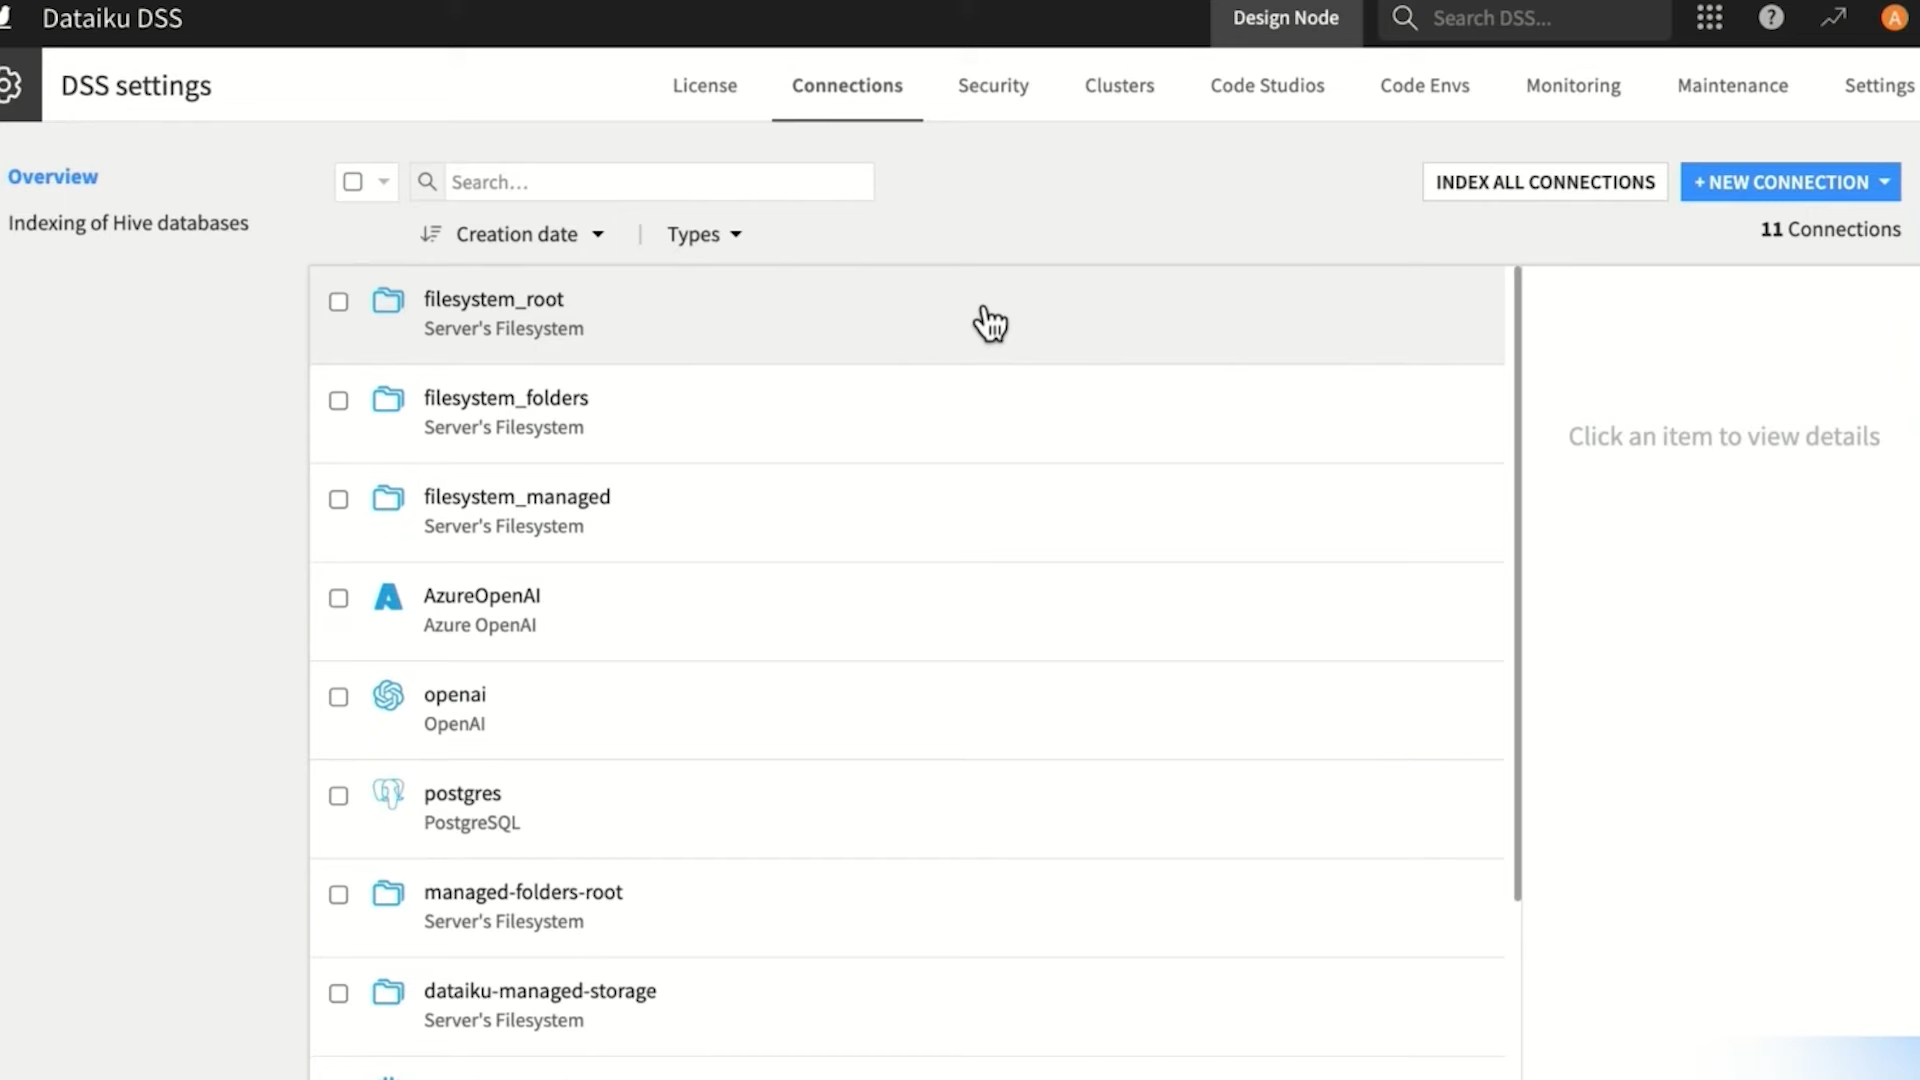 Dataiku DSS
Design Node
Search DSS...
?
A
DSS settings
License
Connections
Security
Clusters
Code Studios
Code Envs
Monitoring
Maintenance
Settings
Overview
Indexing of Hive databases
Search...
INDEX ALL CONNECTIONS
+ NEW CONNECTION
Creation date
Types
11 Connections
filesystem_root
Server's Filesystem
filesystem_folders
Server's Filesystem
filesystem_managed
Server's Filesystem
AzureOpenAI
Azure OpenAI
openai
OpenAI
postgres
PostgreSQL
managed-folders-root
Server's Filesystem
dataiku-managed-storage
Server's Filesystem
Click an item to view details